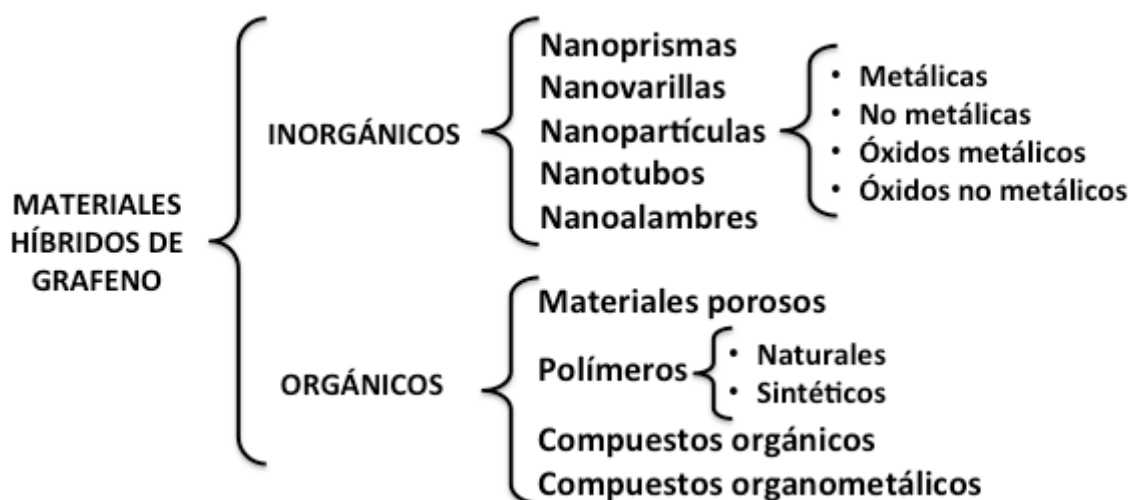 MATERIALES
HÍBRIDOS DE
GRAFENO
INORGÁNICOS
Nanoprismas
Nanovarillas
Nanopartículas
Nanotubos
Nanoalambres
• Metálicas
• No metálicas
• Óxidos metálicos
• Óxidos no metálicos
ORGÁNICOS
Materiales porosos
Polímeros
• Naturales
• Sintéticos
Compuestos orgánicos
Compuestos organometálicos